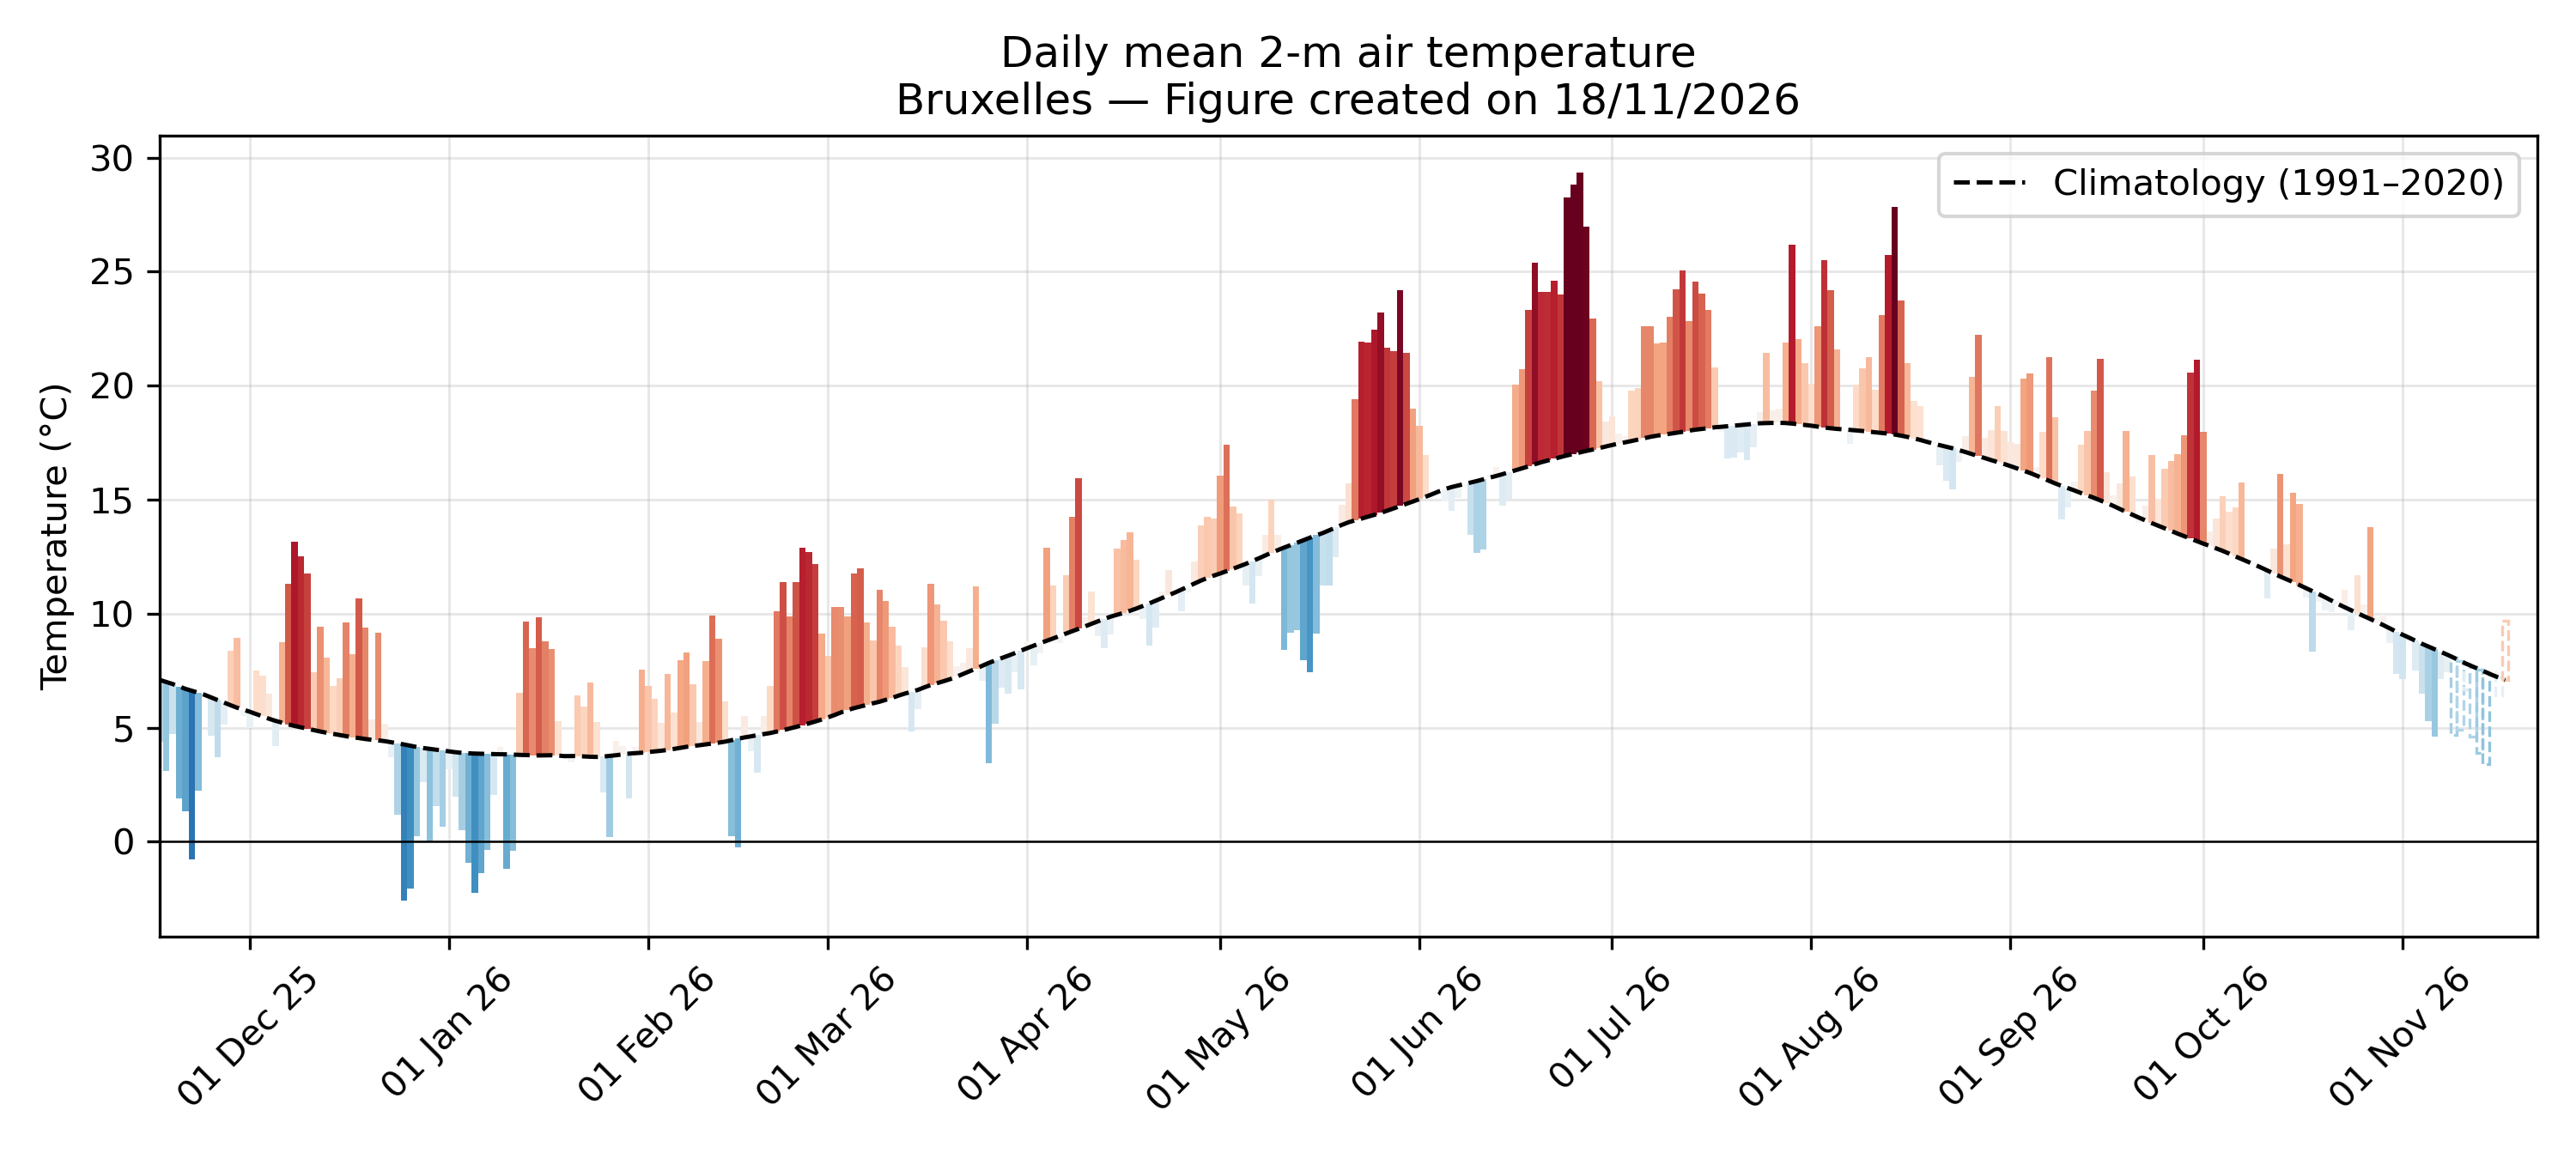 Daily mean 2-m air temperature
Bruxelles — Figure created on 18/11/2026
Climatology (1991–2020)
Temperature (°C)
30
25
20
15
10
5
0
01 Dec 25
01 Jan 26
01 Feb 26
01 Mar 26
01 Apr 26
01 May 26
01 Jun 26
01 Jul 26
01 Aug 26
01 Sep 26
01 Oct 26
01 Nov 26